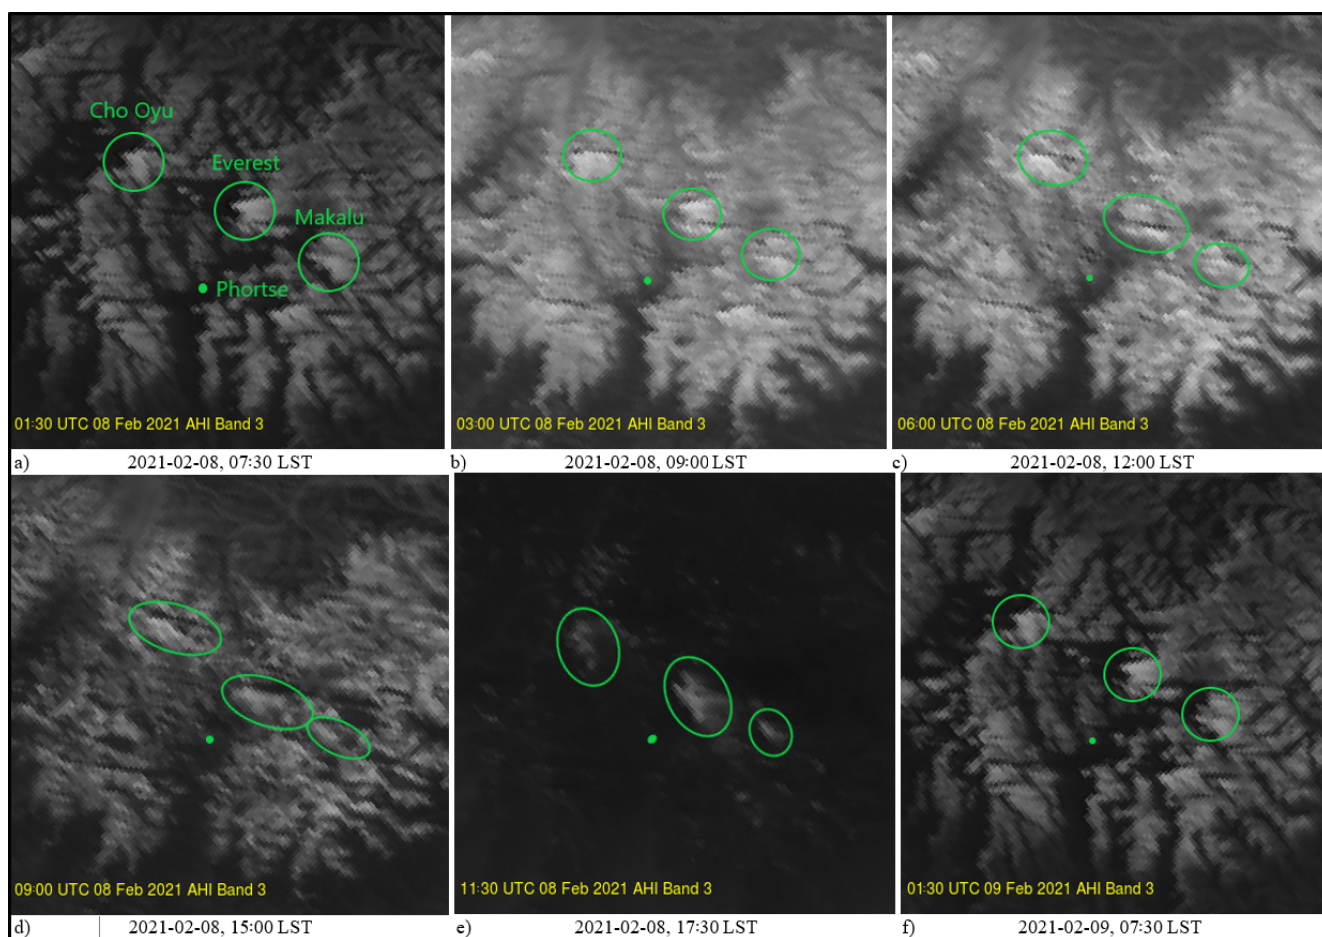 Cho Oyu
Everest
Makalu
Phortse
01:30 UTC 08 Feb 2021 AHI Band 3
03:00 UTC 08 Feb 2021 AHI Band 3
06:00 UTC 08 Feb 2021 AHI Band 3
a) 2021-02-08, 07:30 LST
b) 2021-02-08, 09:00 LST
c) 2021-02-08, 12:00 LST
09:00 UTC 08 Feb 2021 AHI Band 3
11:30 UTC 08 Feb 2021 AHI Band 3
01:30 UTC 09 Feb 2021 AHI Band 3
d) 2021-02-08, 15:00 LST
e) 2021-02-08, 17:30 LST
f) 2021-02-09, 07:30 LST